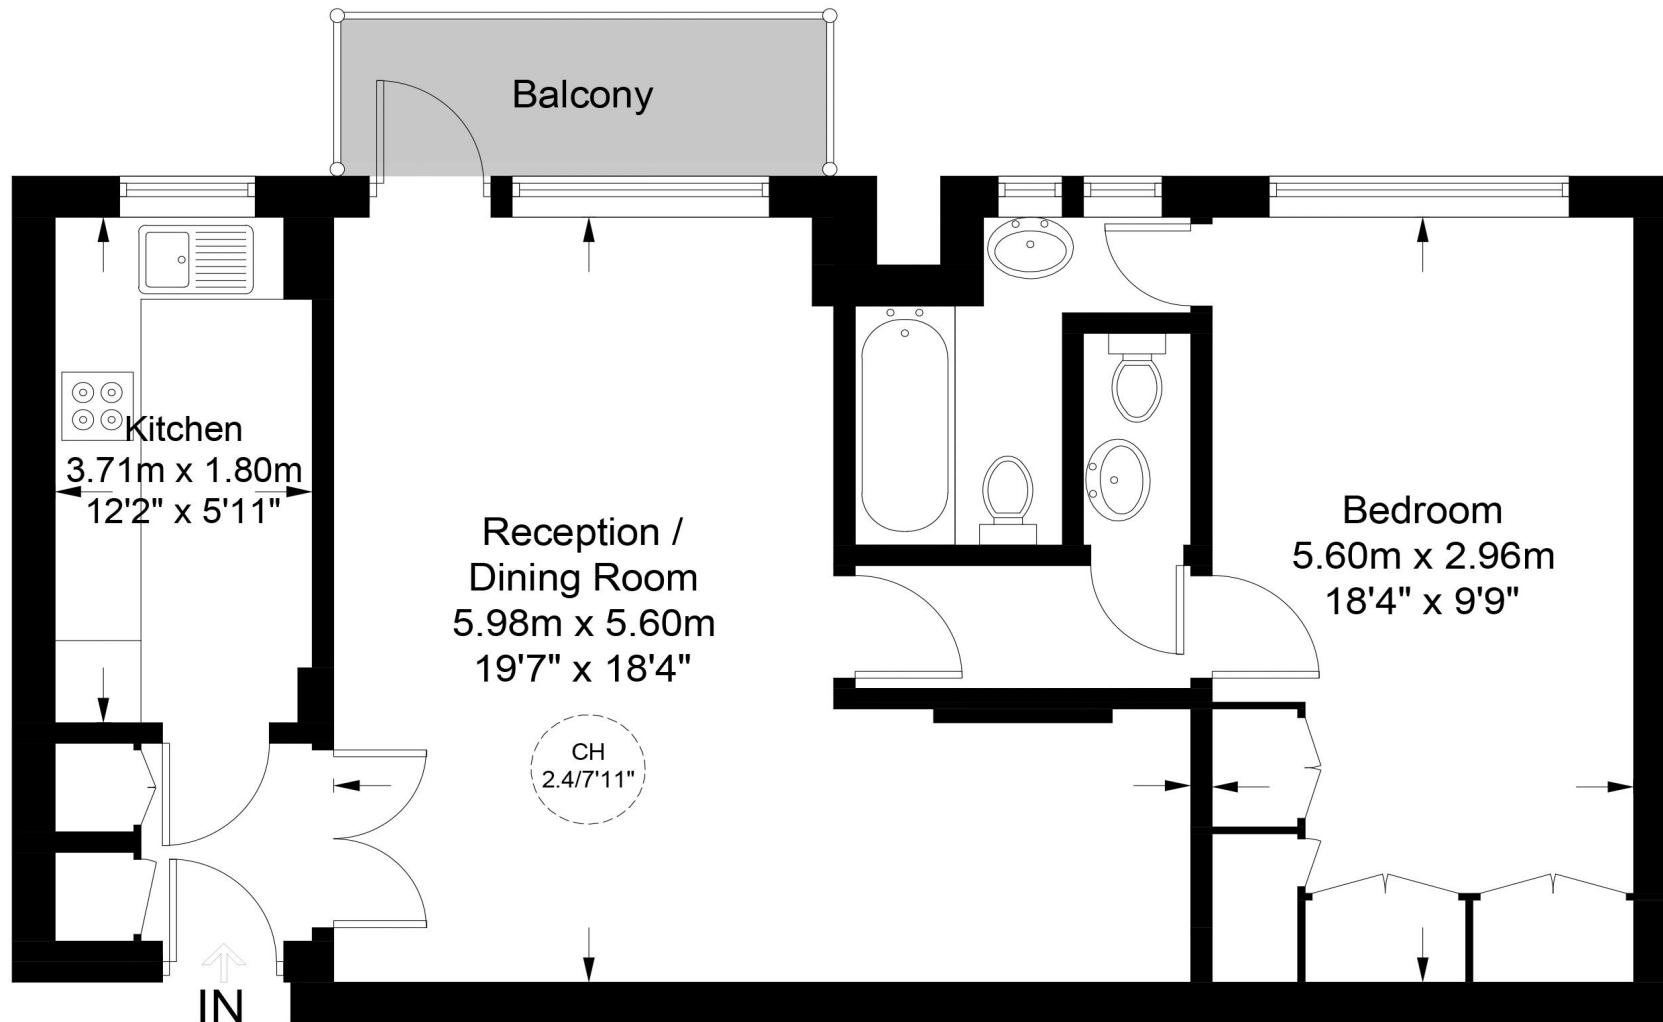 Balcony
Kitchen
3.71m x 1.80m
12'2" x 5'11"
Reception /
Dining Room
5.98m x 5.60m
19'7" x 18'4"
CH
2.4/7'11"
Bedroom
5.60m x 2.96m
18'4" x 9'9"
IN